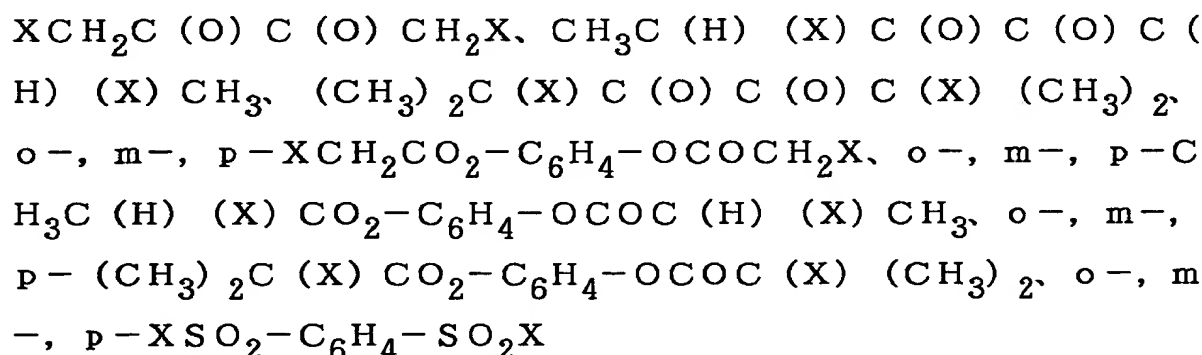 XCH₂C（O）C（O）CH₂X、CH₃C（H）（X）C（O）C（O）C（
H）（X）CH₃、（CH₃）₂C（X）C（O）C（O）C（X）（CH₃）₂、
o－, m－, p－XCH₂CO₂－C₆H₄－OCOCH₂X、o－, m－, p－C
H₃C（H）（X）CO₂－C₆H₄－OCOC（H）（X）CH₃、o－, m－,
p－（CH₃）₂C（X）CO₂－C₆H₄－OCOC（X）（CH₃）₂、o－, m
－, p－XSO₂－C₆H₄－SO₂X